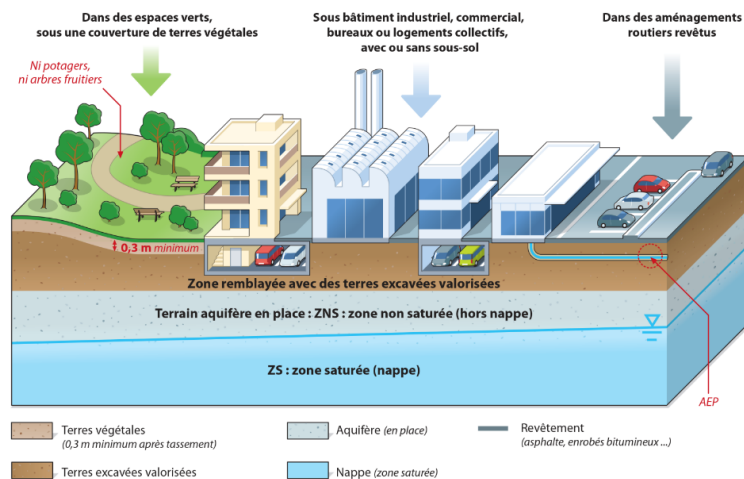 Dans des espaces verts,
sous une couverture de terres végétales
Sous bâtiment industriel, commercial,
bureaux ou logements collectifs,
avec ou sans sous-sol
Dans des aménagements
routiers revêtus
Ni potagers,
ni arbres fruitiers
0,3 m minimum
Zone remblayée avec des terres excavées valorisées
Terrain aquifère en place : ZNS : zone non saturée (hors nappe)
ZS : zone saturée (nappe)
AEP
Terres végétales
(0,3 m minimum après tassement)
Aquifère (en place)
Revêtement
(asphalte, enrobés bitumineux ...)
Terres excavées valorisées
Nappe (zone saturée)